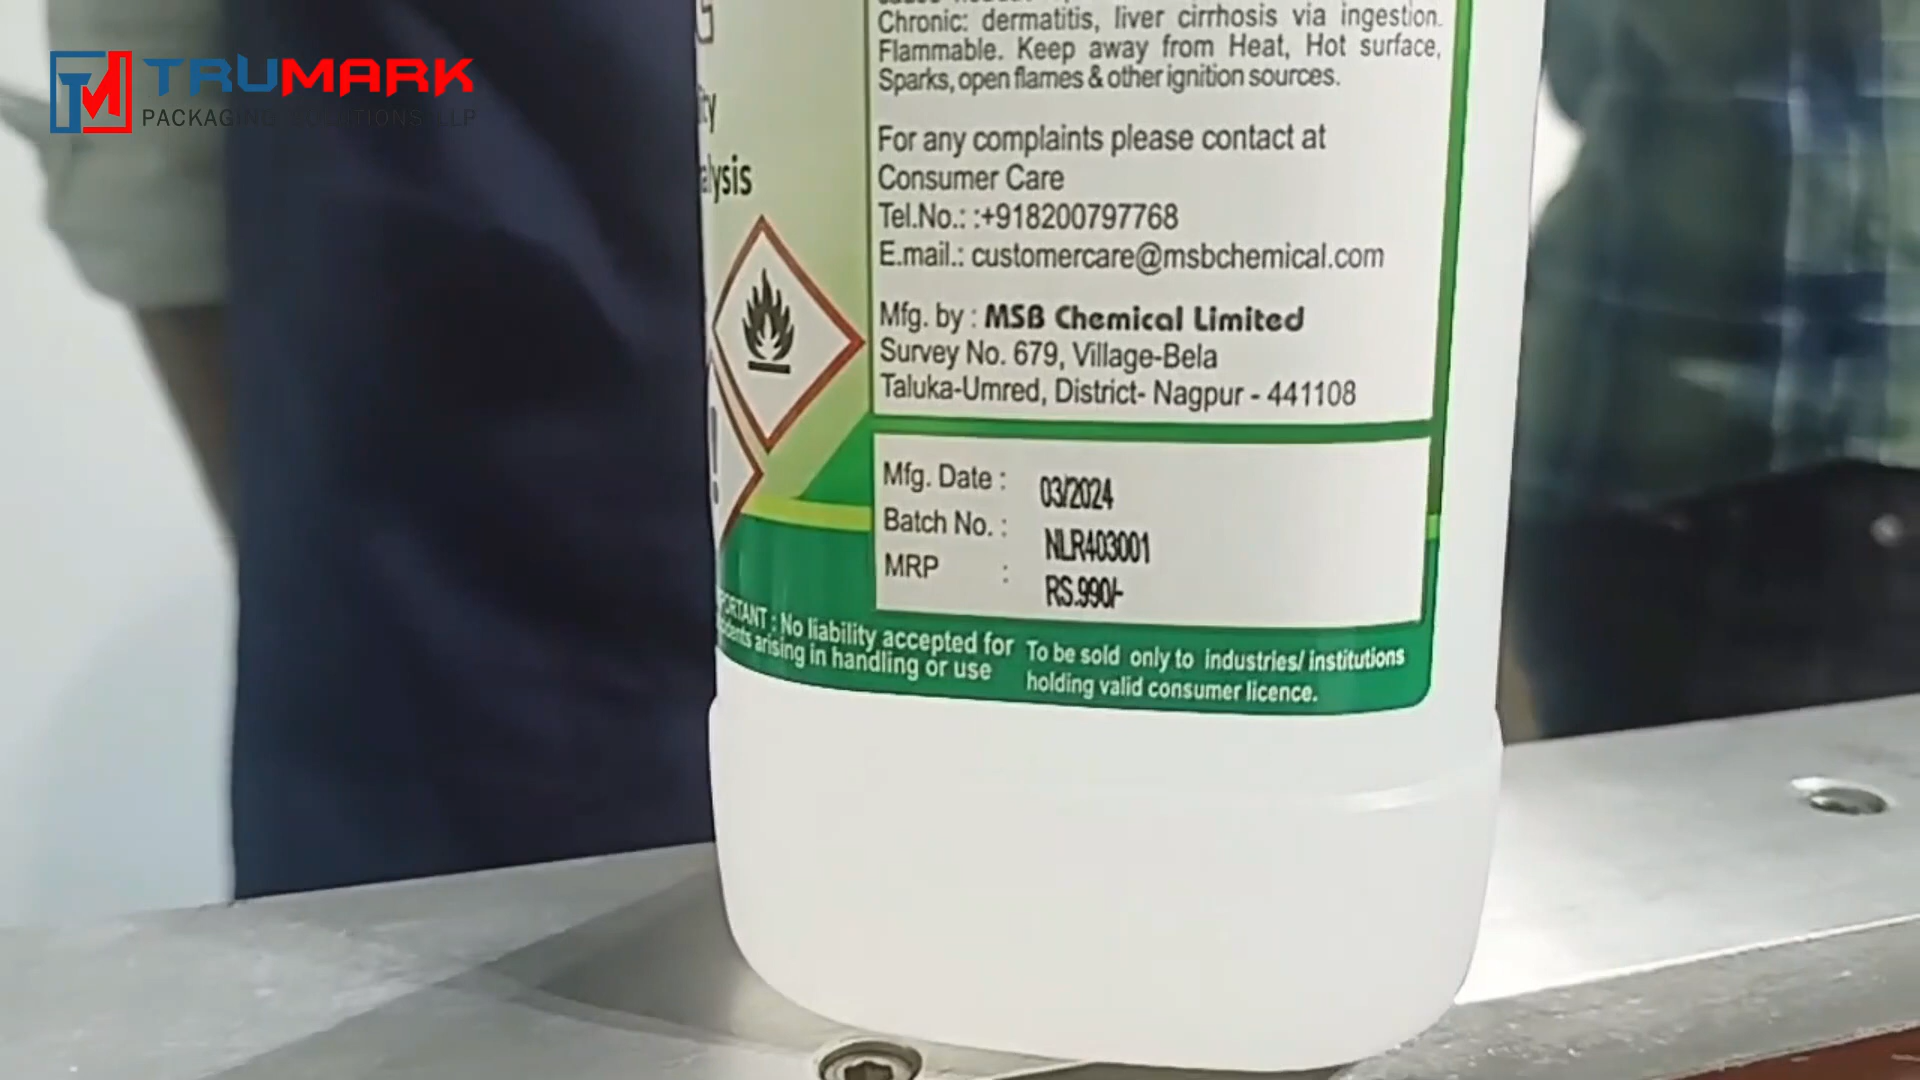 TRUMARK
PACKAGING SOLUTIONS LLP
Chronic: dermatitis, liver cirrhosis via ingestion.
Flammable. Keep away from Heat, Hot surface,
Sparks, open flames & other ignition sources.
For any complaints please contact at
Consumer Care
Tel.No.: :+918200797768
E.mail.: customercare@msbchemical.com
Mfg. by : MSB Chemical Limited
Survey No. 679, Village-Bela
Taluka-Umred, District- Nagpur - 441108
Mfg. Date : 03/2024
Batch No. : NLR403001
MRP : RS.990/-
No liability accepted for
arising in handling or use
To be sold only to industries/ institutions
holding valid consumer licence.